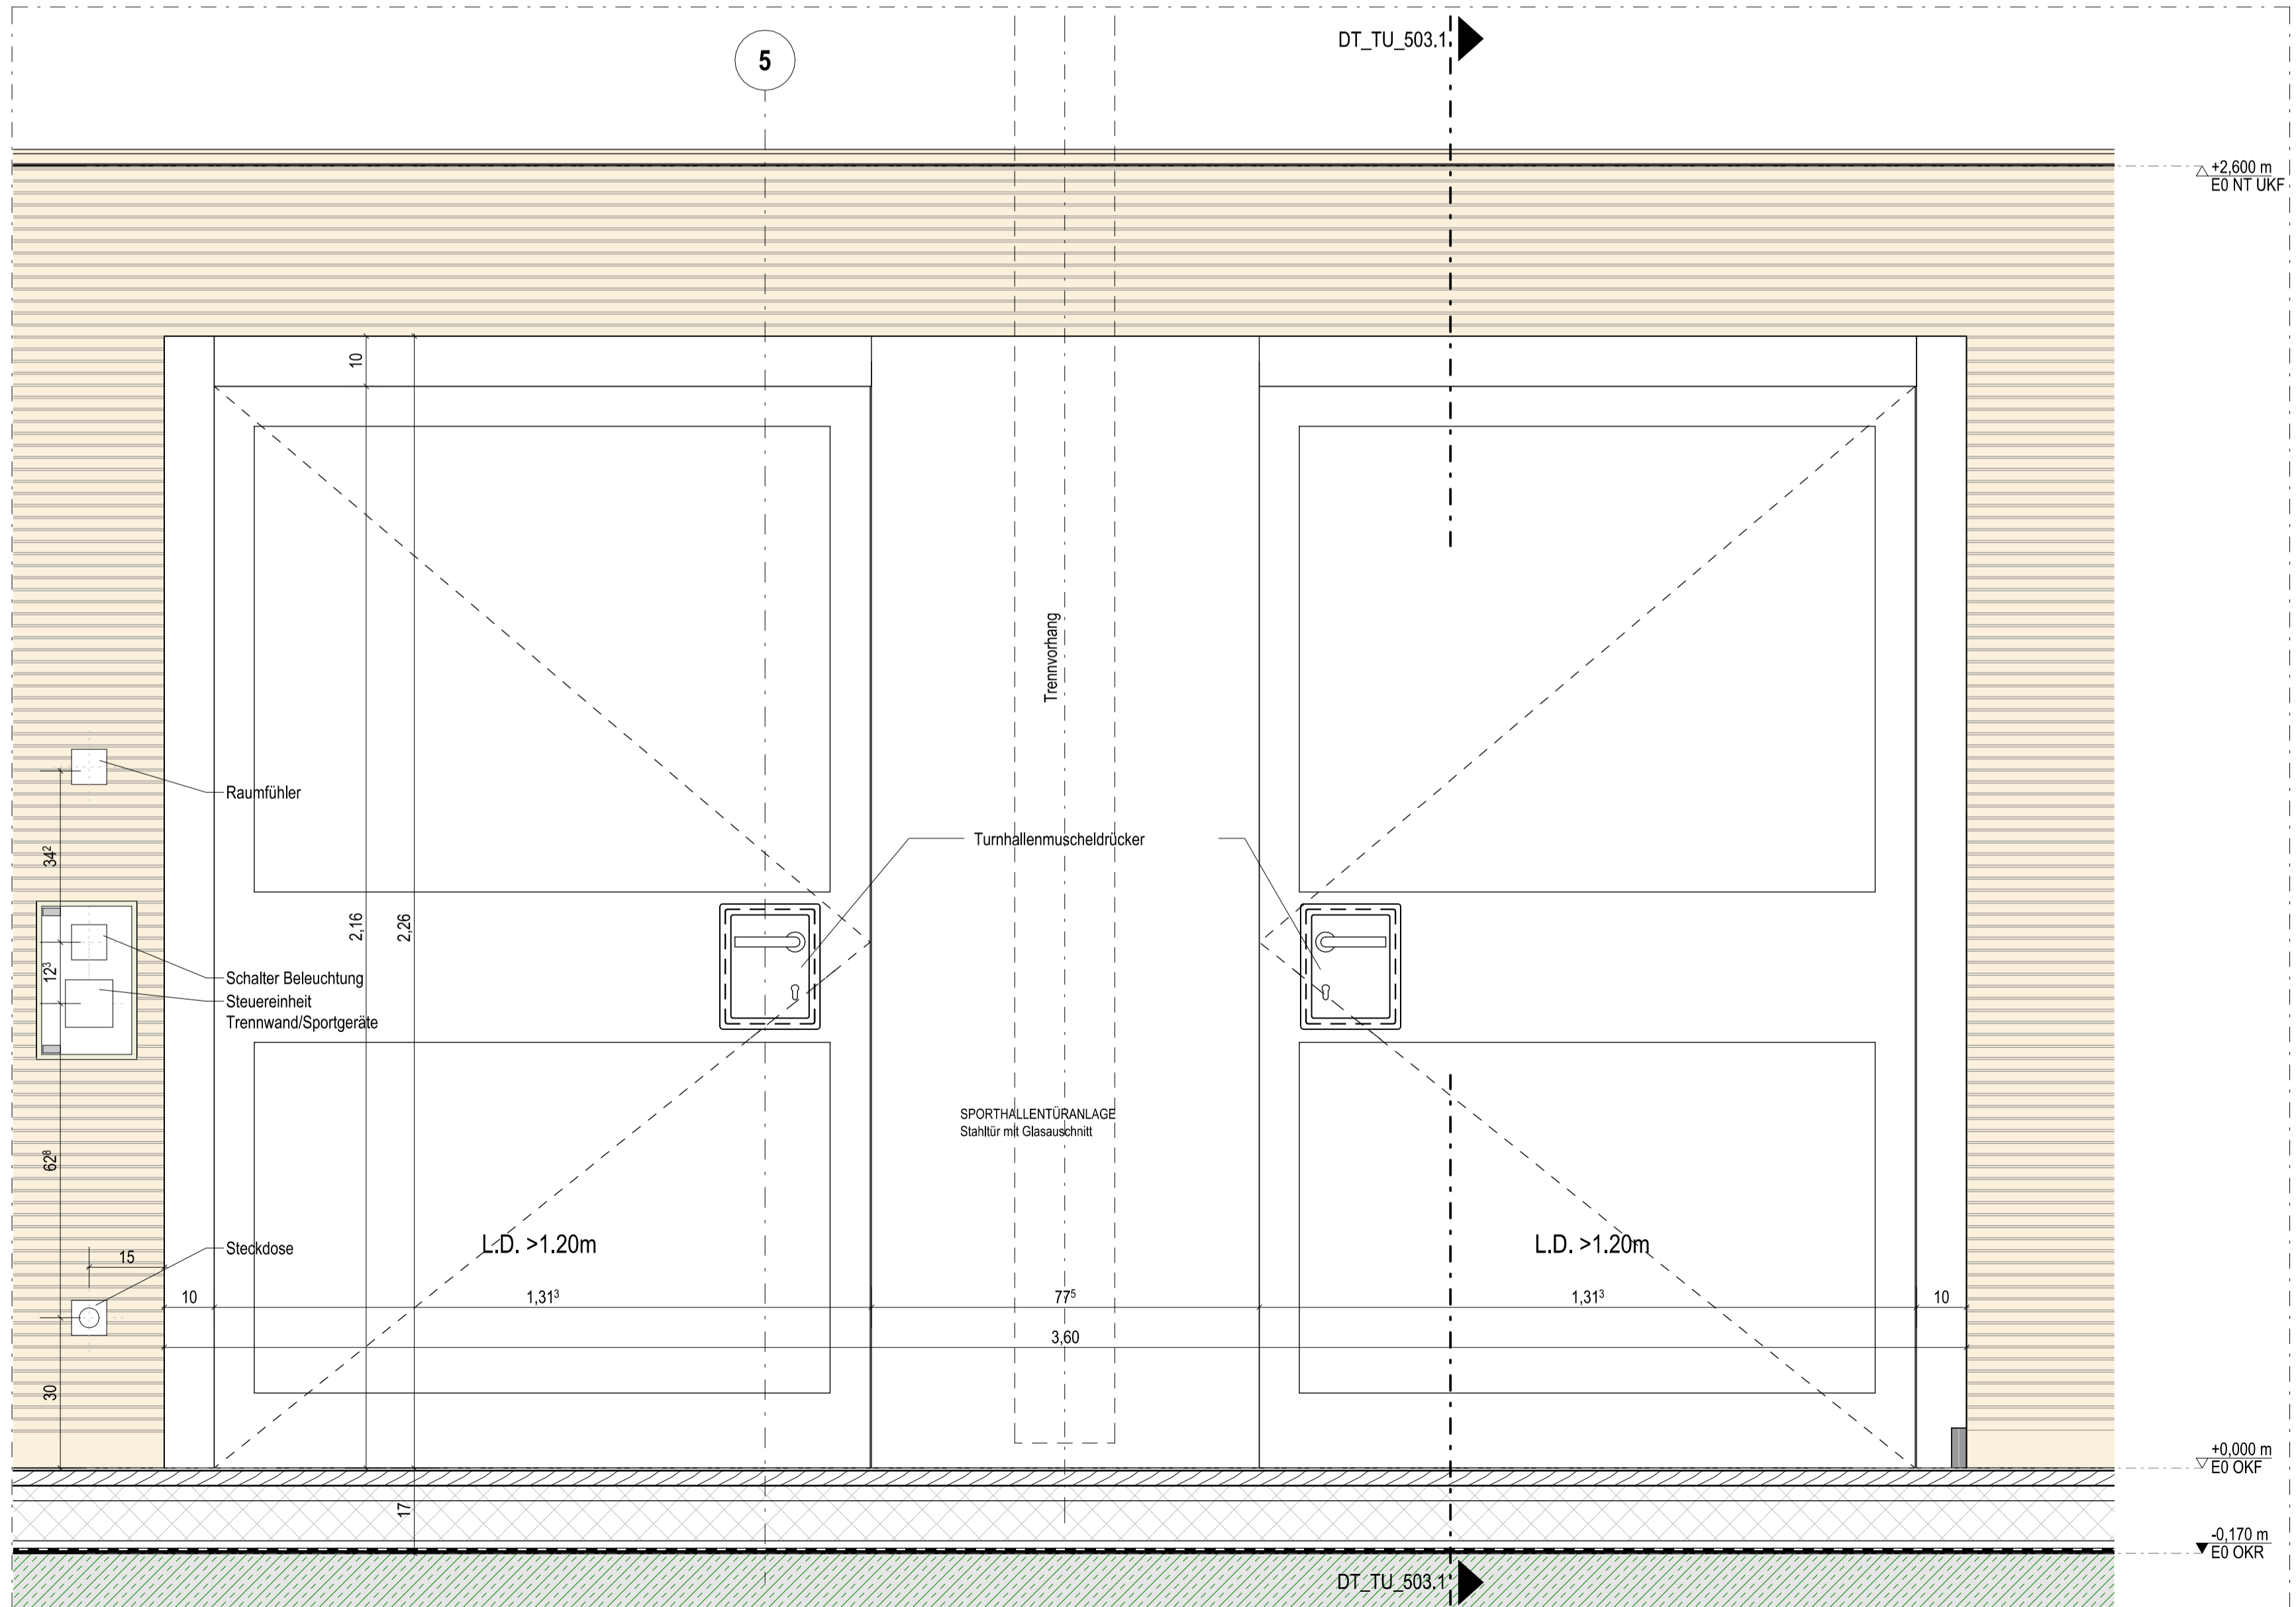 5
DT_TU_503.1
+2,600 m
E0 NT UKF
10
Trennvorhang
Raumfühler
Turnhallenmuscheldrücker
34²
2,16
2,26
12³
Schalter Beleuchtung
Steuereinheit
Trennwand/Sportgeräte
SPORTHALLENTÜRANLAGE
Stahltür mit Glasauschnitt
62⁸
L.D. >1.20m
L.D. >1.20m
Steckdose
15
10
1,31³
77⁵
1,31³
10
3,60
30
+0,000 m
E0 OKF
17
-0,170 m
E0 OKR
DT_TU_503.1